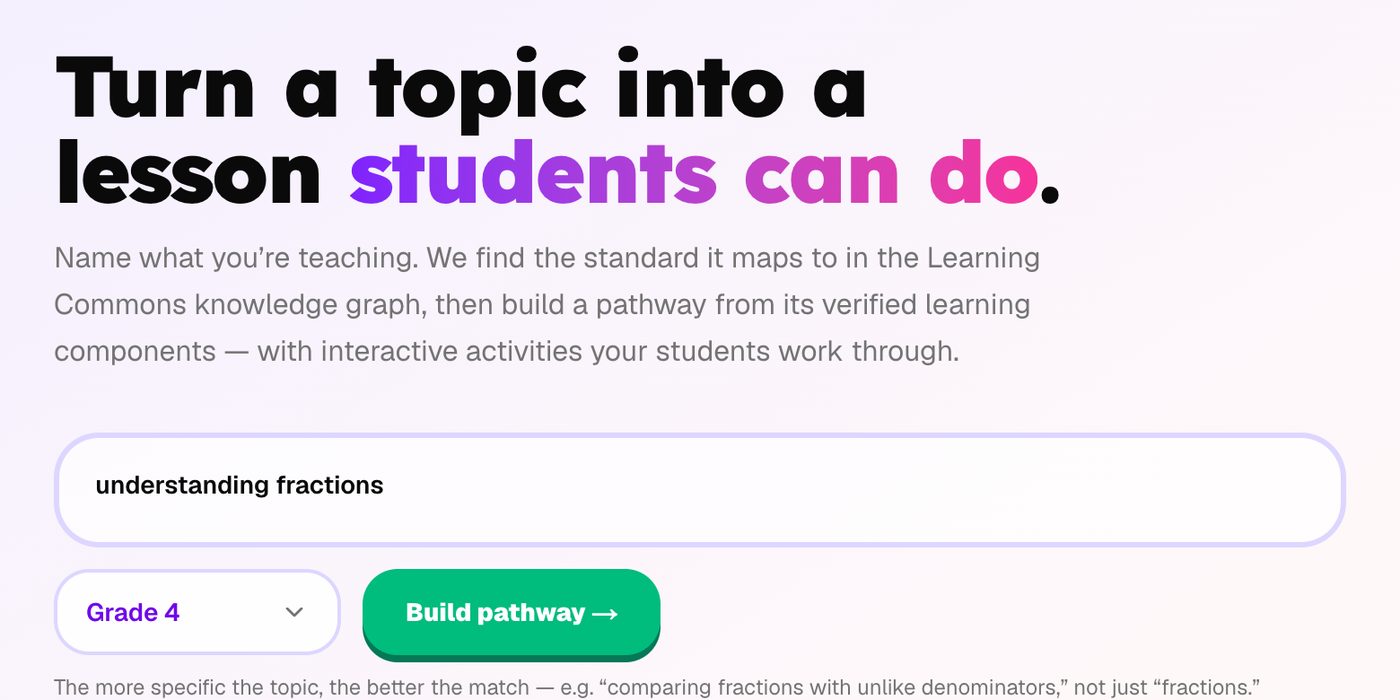 Turn a topic into a
lesson students can do.
Name what you’re teaching. We find the standard it maps to in the Learning
Commons knowledge graph, then build a pathway from its verified learning
components — with interactive activities your students work through.
understanding fractions
Grade 4
Build pathway →
The more specific the topic, the better the match — e.g. “comparing fractions with unlike denominators,” not just “fractions.”